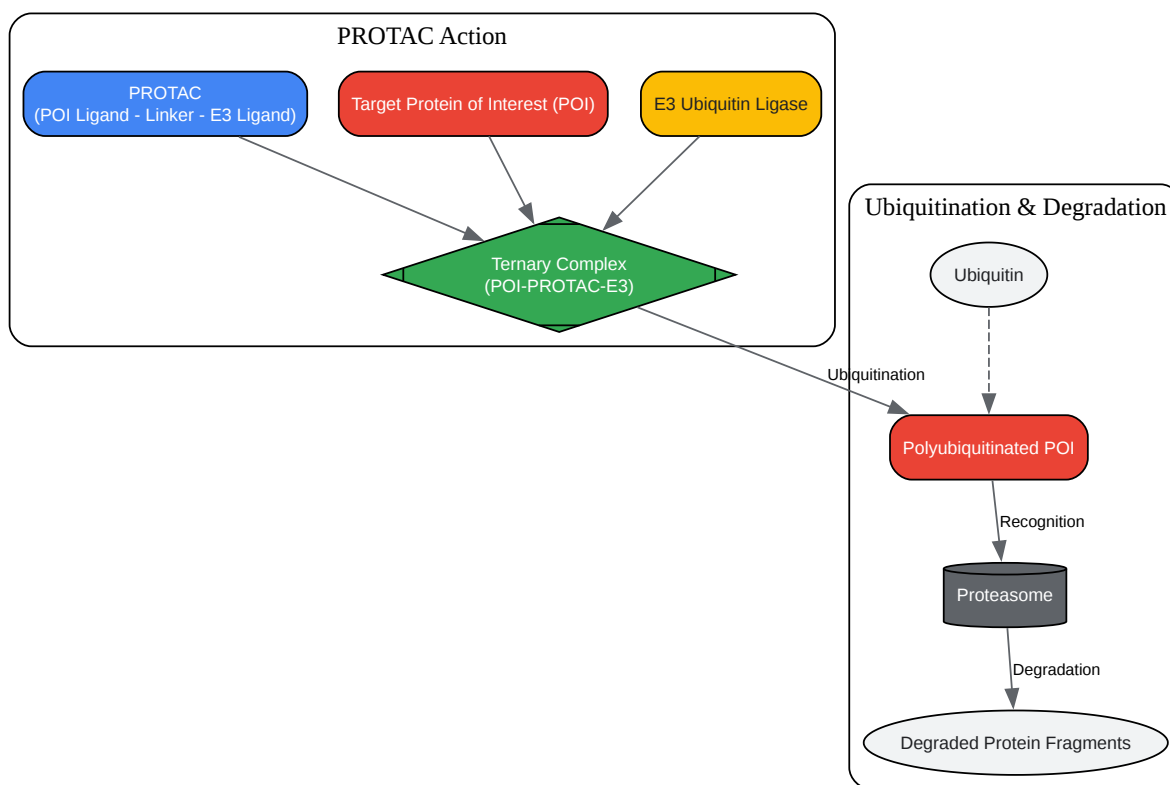 PROTAC Action
PROTAC
(POI Ligand - Linker - E3 Ligand)
Target Protein of Interest (POI)
E3 Ubiquitin Ligase
Ternary Complex
(POI-PROTAC-E3)
Ubiquitination
Ubiquitination & Degradation
Ubiquitin
Polyubiquitinated POI
Recognition
Proteasome
Degradation
Degraded Protein Fragments